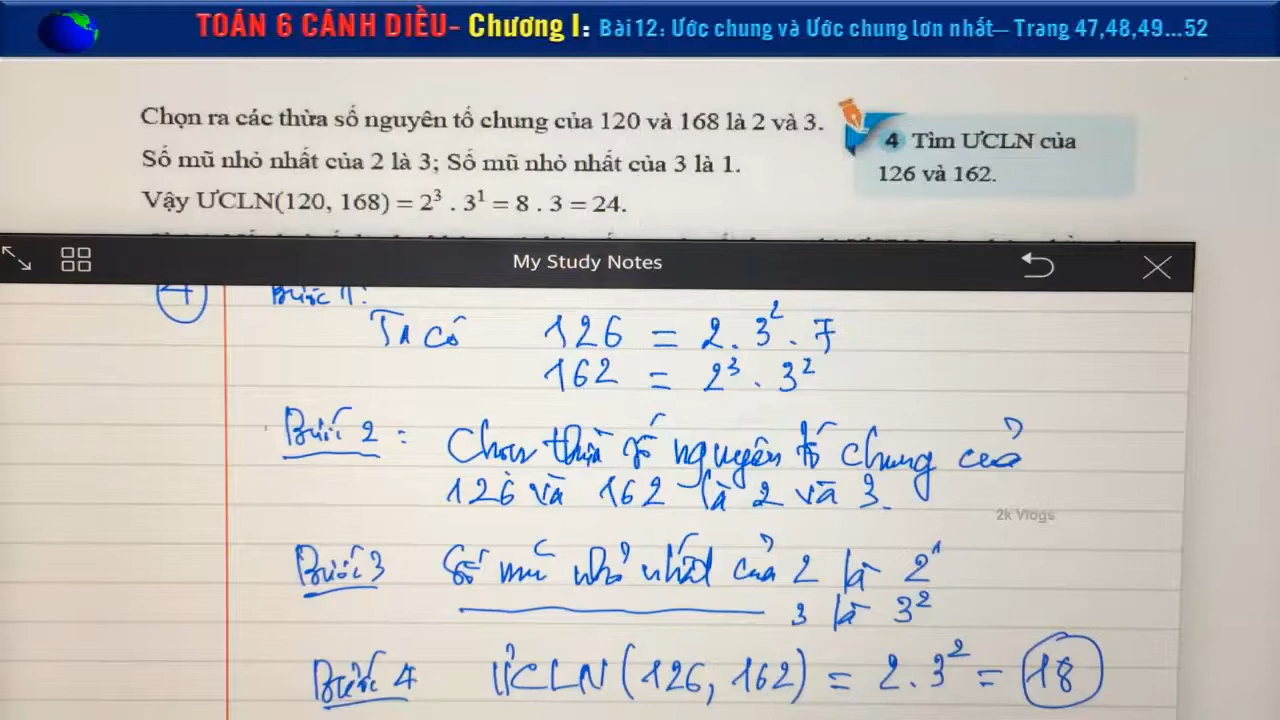 TOÁN 6 CÁNH DIỀU- Chương I: Bài 12: Ước chung và Ước chung lớn nhất– Trang 47,48,49...52
Chọn ra các thừa số nguyên tố chung của 120 và 168 là 2 và 3.
Số mũ nhỏ nhất của 2 là 3; Số mũ nhỏ nhất của 3 là 1.
Vậy ƯCLN(120, 168) = 2³ . 3¹ = 8 . 3 = 24.
4 Tìm ƯCLN của
126 và 162.
My Study Notes
4 Bước 1:
Ta có 126 = 2.3².7
162 = 2³.3²
Bước 2: Chọn thừa số nguyên tố chung của
126 và 162 là 2 và 3.
2k Vlogs
Bước 3 Số mũ nhỏ nhất của 2 là 2¹
3 là 3²
Bước 4 ƯCLN(126, 162) = 2.3² = 18